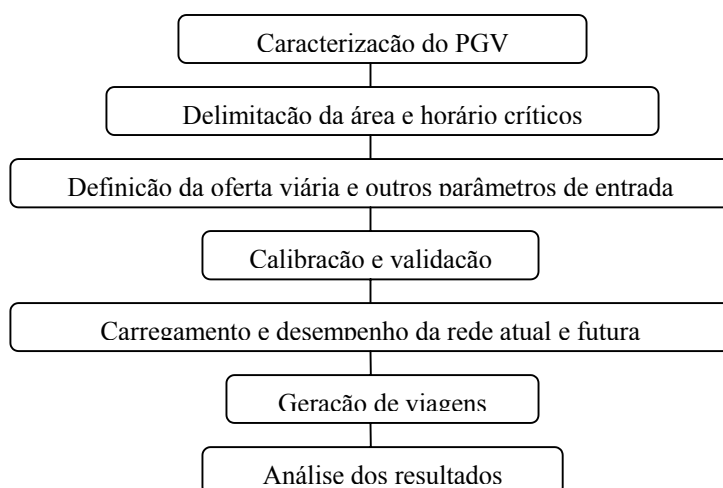 Caracterização do PGV
Delimitação da área e horário críticos
Definição da oferta viária e outros parâmetros de entrada
Calibração e validação
Carregamento e desempenho da rede atual e futura
Geração de viagens
Análise dos resultados